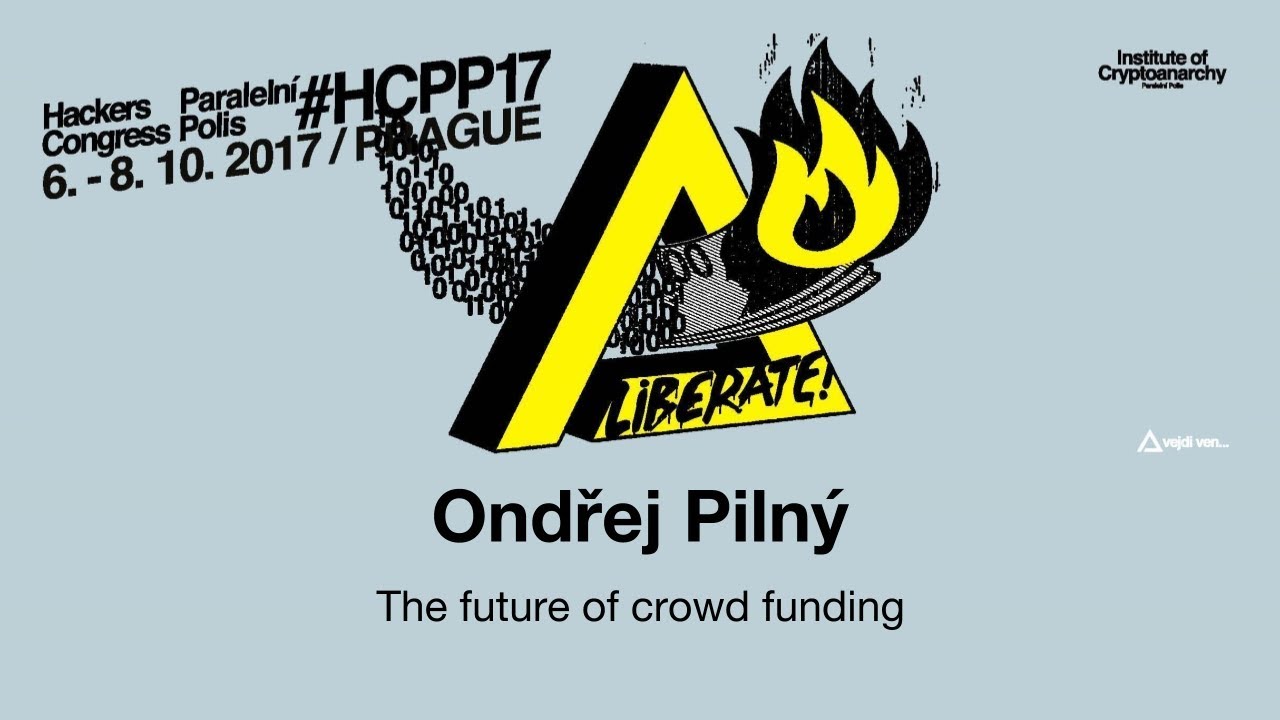 Hackers Paralelní #HCPP17
Congress Polis
6. - 8. 10. 2017 / PRAGUE
Institute of
Cryptoanarchy
Paralelní Polis
00
LiBERATE!
vejdi ven...
Ondřej Pilný
The future of crowd funding